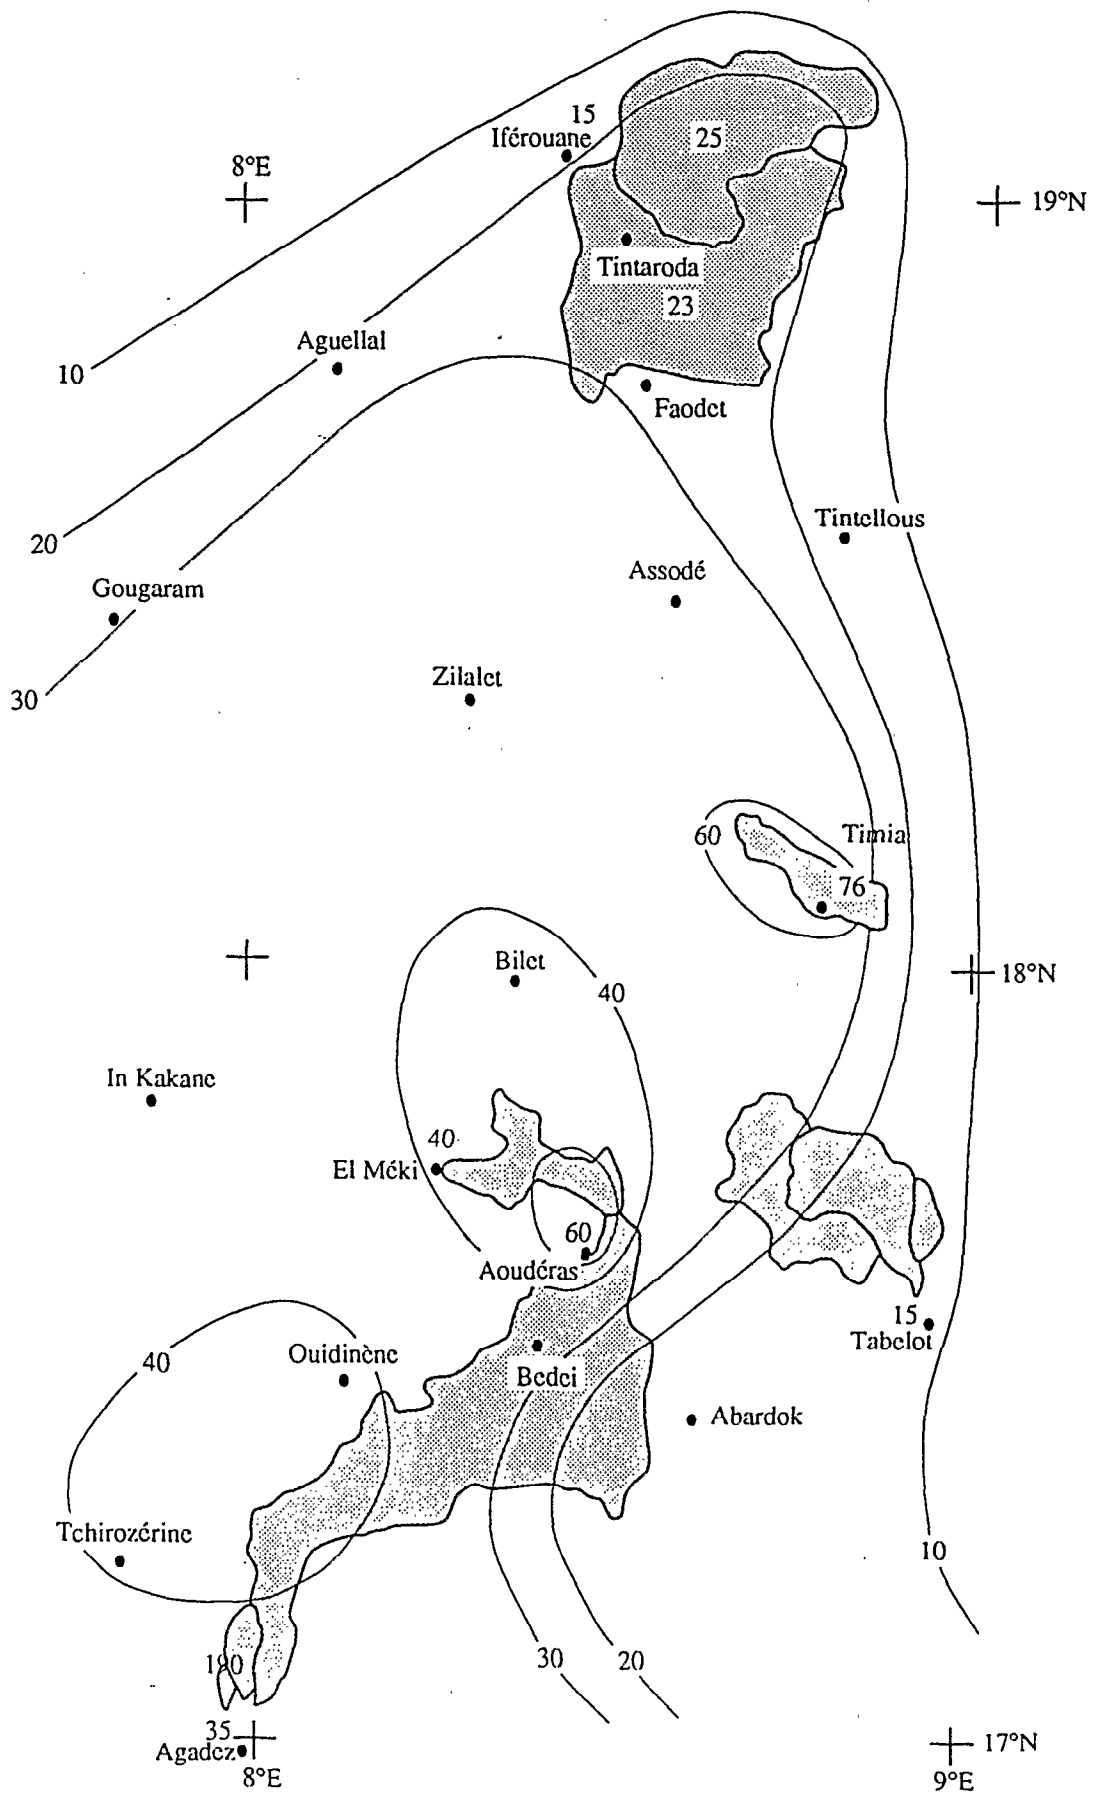 15
Iférouane
25
8°E
19°N
Tintaroda
23
Aguellal
10
Faodet
Tintellous
20
Assodé
Gougaram
Zilalet
30
60
Timia
76
Bilet
18°N
40
In Kakane
40
El Méki
60
Aoudéras
15
Tabelot
40
Ouidinène
Bedei
Abardok
Tchirozérine
10
30
20
190
35
17°N
Agadez
8°E
9°E